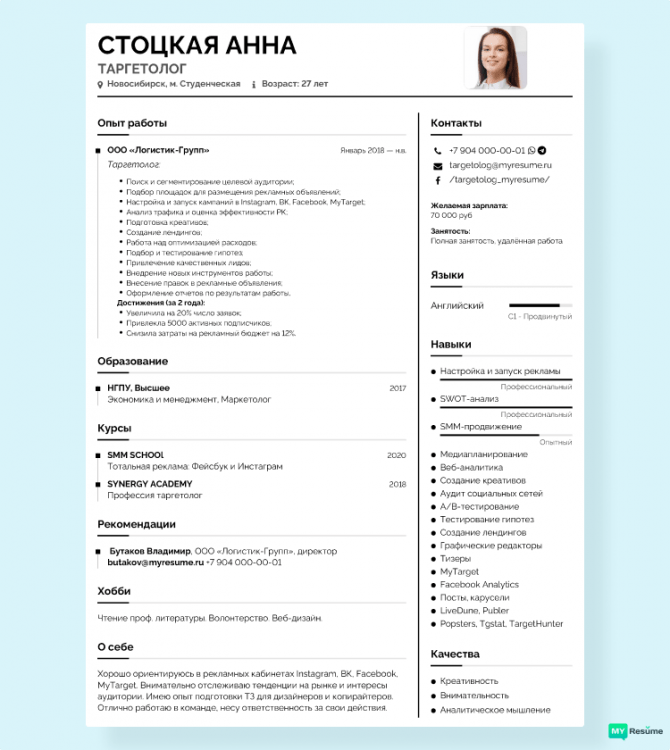 СТОЦКАЯ АННА
ТАРГЕТОЛОГ
Новосибирск, м. Студенческая Возраст: 27 лет
Опыт работы
ООО «Логистик-Групп» Январь 2018 — н.в.
Таргетолог:
Поиск и сегментирование целевой аудитории;
Подбор площадок для размещения рекламных объявлений;
Настройка и запуск кампаний в Instagram, ВК, Facebook, MyTarget;
Анализ трафика и оценка эффективности РК;
Подготовка креативов;
Создание лендингов;
Работа над оптимизацией расходов;
Подбор и тестирование гипотез;
Привлечение качественных лидов;
Внедрение новых инструментов работы;
Внесение правок в рекламные объявления;
Оформление отчетов по результатам работы.
Достижения (за 2 года):
Увеличила на 20% число заявок;
Привлекла 5000 активных подписчиков;
Снизила затраты на рекламный бюджет на 12%.
Образование
НГПУ, Высшее 2017
Экономика и менеджмент, Маркетолог
Курсы
SMM SCHOOL 2020
Тотальная реклама: Фейсбук и Инстаграм
SYNERGY ACADEMY 2018
Профессия таргетолог
Рекомендации
Бутаков Владимир, ООО «Логистик-Групп», директор
butakov@myresume.ru +7 904 000-00-01
Хобби
Чтение проф. литературы. Волонтерство. Веб-дизайн.
О себе
Хорошо ориентируюсь в рекламных кабинетах Instagram, ВК, Facebook,
MyTarget. Внимательно отслеживаю тенденции на рынке и интересы
аудитории. Имею опыт подготовки ТЗ для дизайнеров и копирайтеров.
Отлично работаю в команде, несу ответственность за свои действия.
Контакты
+7 904 000-00-01
targetolog@myresume.ru
/targetolog_myresume/
Желаемая зарплата:
70 000 руб
Занятость:
Полная занятость, удалённая работа
Языки
Английский
C1 - Продвинутый
Навыки
Настройка и запуск рекламы
Профессиональный
SWOT-анализ
Профессиональный
SMM-продвижение
Опытный
Медиапланирование
Веб-аналитика
Создание креативов
Аудит социальных сетей
A/B-тестирование
Тестирование гипотез
Создание лендингов
Графические редакторы
Тизеры
MyTarget
Facebook Analytics
Посты, карусели
LiveDune, Publer
Popsters, Tgstat, TargetHunter
Качества
Креативность
Внимательность
Аналитическое мышление
MY Resume